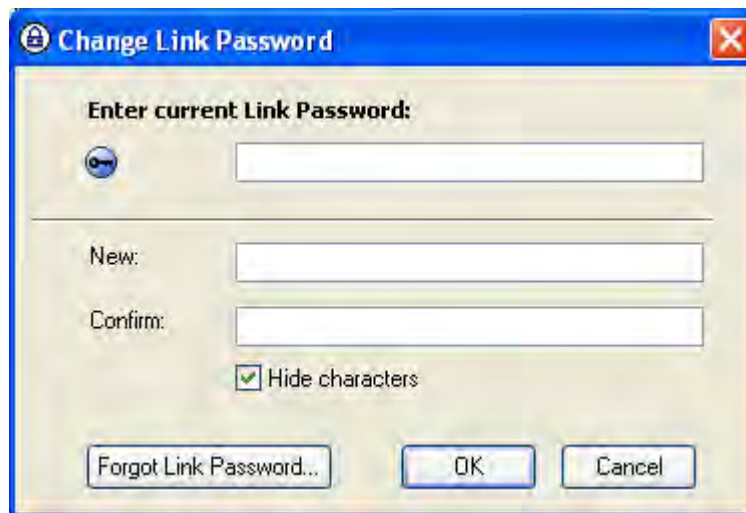 Change Link Password
Enter current Link Password:
New:
Confirm:
Hide characters
Forgot Link Password...
OK
Cancel